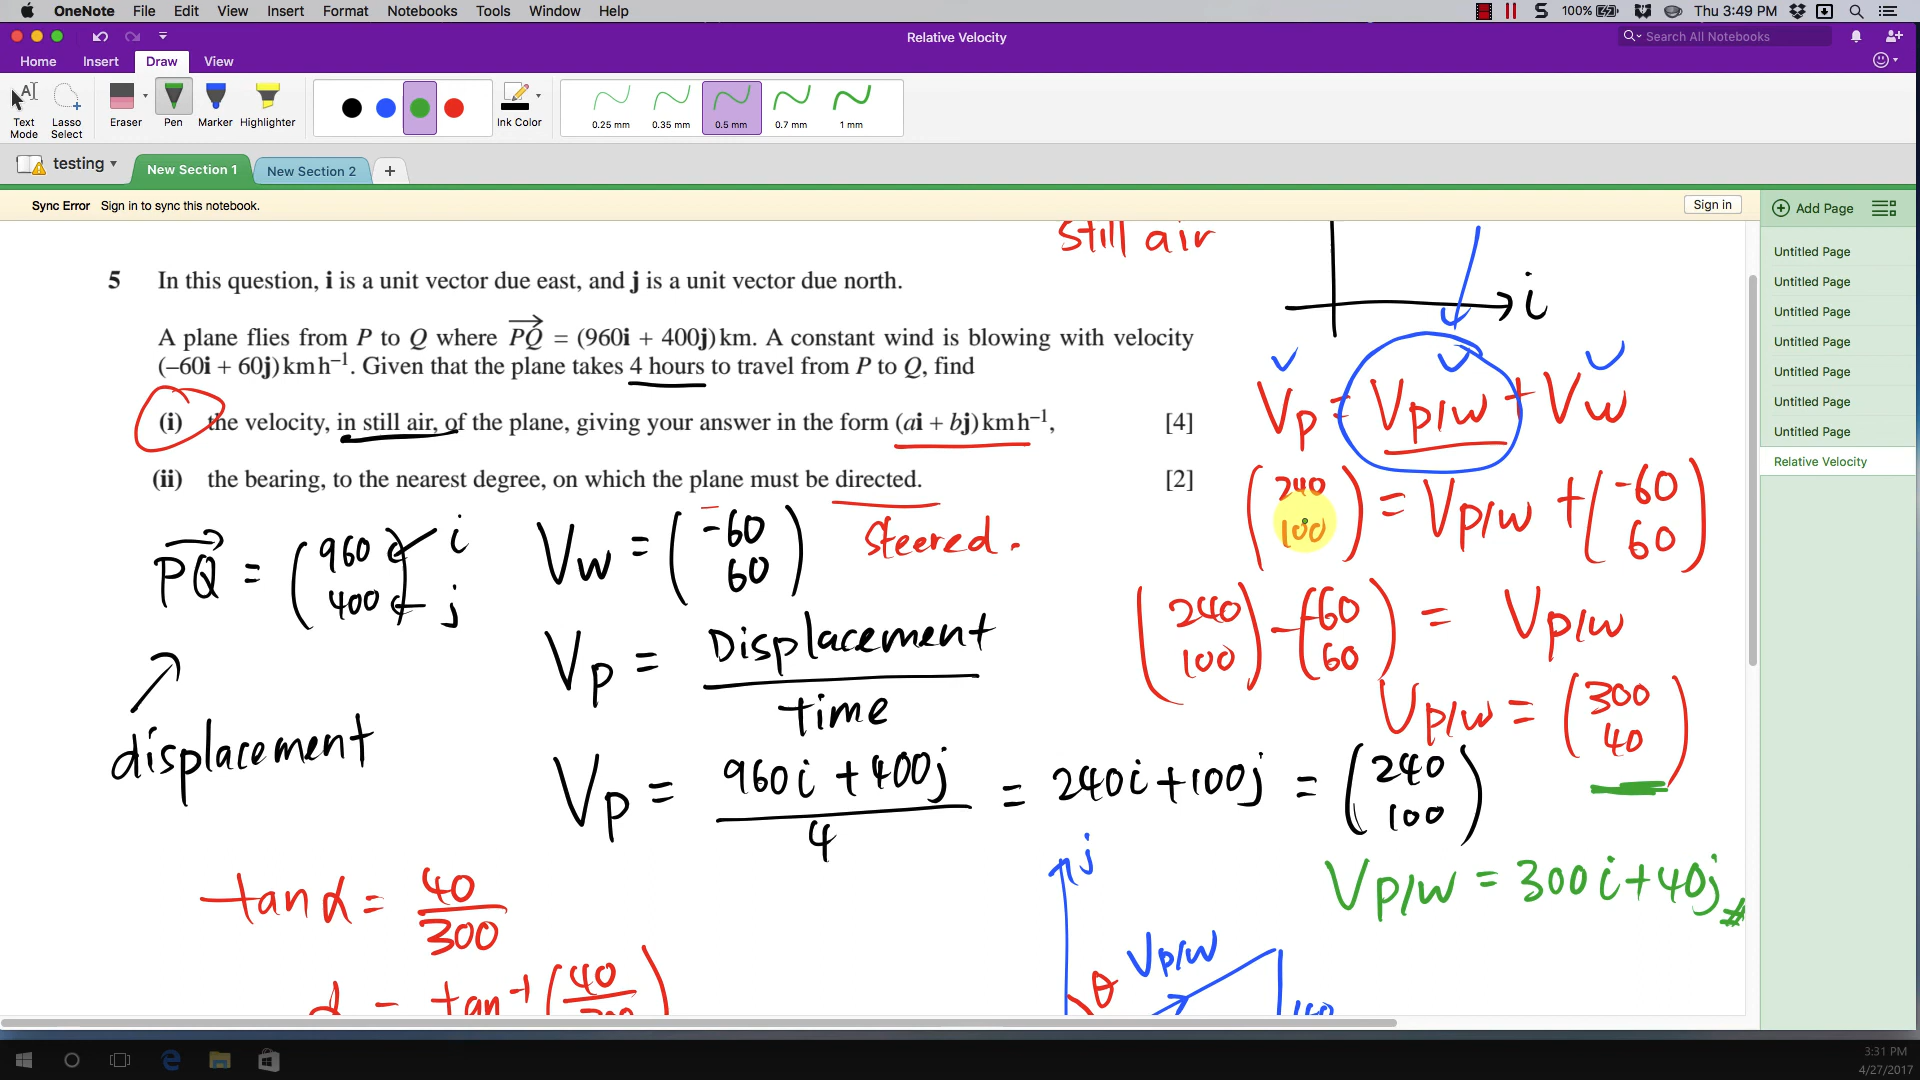 OneNote File Edit View Insert Format Notebooks Tools Window Help 100% Thu 3:49 PM
Relative Velocity
Search All Notebooks
Home Insert Draw View
Text Mode
Lasso Select
Eraser
Pen
Marker
Highlighter
Ink Color
0.25 mm
0.35 mm
0.5 mm
0.7 mm
1 mm
testing
New Section 1
New Section 2
+
Sync Error Sign in to sync this notebook.
Sign in
Add Page
Untitled Page
Untitled Page
Untitled Page
Untitled Page
Untitled Page
Untitled Page
Untitled Page
Relative Velocity
still air
i
5 In this question, i is a unit vector due east, and j is a unit vector due north.
A plane flies from P to Q where PQ⃗ = (960i + 400j) km. A constant wind is blowing with velocity
(–60i + 60j) km h⁻¹. Given that the plane takes 4 hours to travel from P to Q, find
(i) the velocity, in still air, of the plane, giving your answer in the form (ai + bj) km h⁻¹, [4]
(ii) the bearing, to the nearest degree, on which the plane must be directed. [2]
steered.
PQ⃗ = (960 400) i j
displacement
Vw = (-60 60)
Vp = Displacement / time
Vp = 960i + 400j / 4 = 240i + 100j = (240 100)
Vp = Vp/w + Vw
(240 100) = Vp/w + (-60 60)
(240 100) - (-60 60) = Vp/w
Vp/w = (300 40)
Vp/w = 300i + 40j #
tan α = 40/300
α = tan⁻¹ (40/300)
j
Vp/w
θ
3:31 PM
4/27/2017